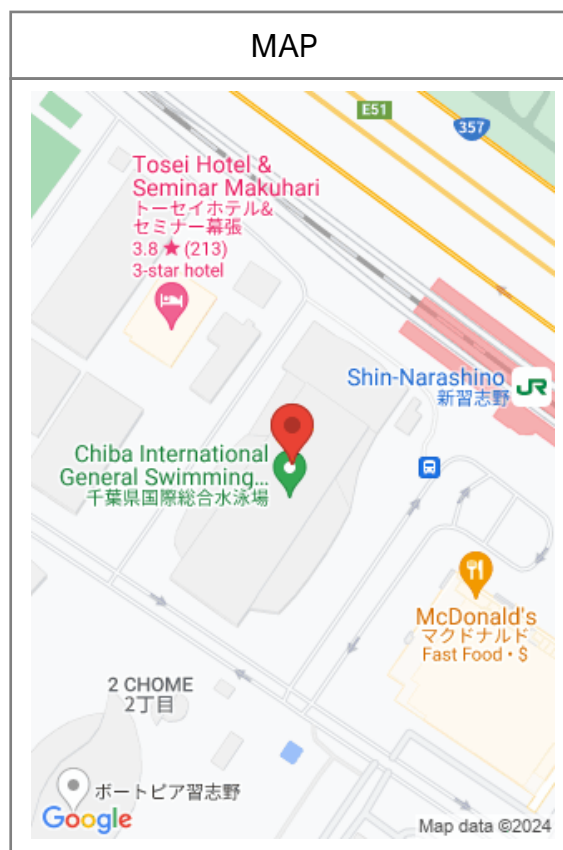 MAP
E51
357
Tosei Hotel &
Seminar Makuhari
トーセイホテル&
セミナー幕張
3.8 ★ (213)
3-star hotel
Shin-Narashino
新習志野
JR
Chiba International
General Swimming...
千葉県国際総合水泳場
McDonald's
マクドナルド
Fast Food • $
2 CHOME
2丁目
ボートピア習志野
Google
Map data ©2024